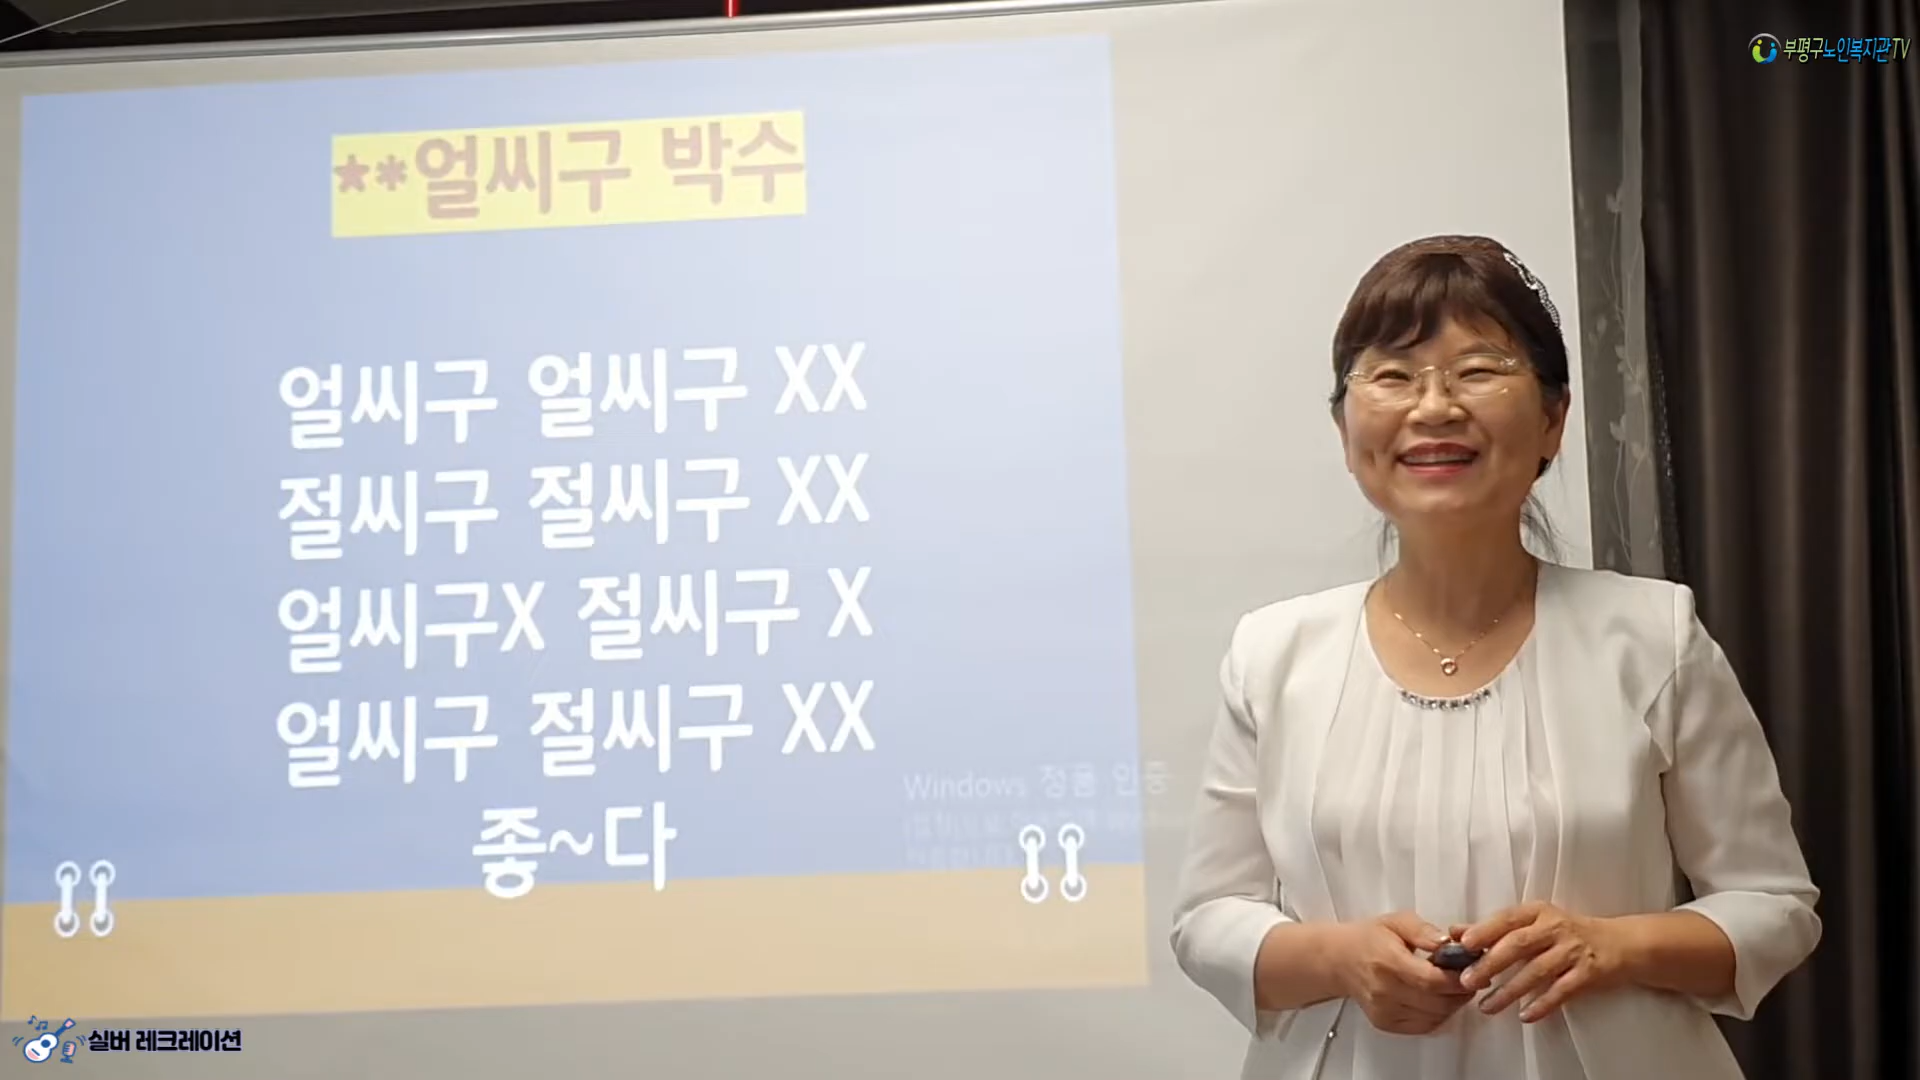 부평구노인복지관TV
**얼씨구 박수
얼씨구 얼씨구 XX
절씨구 절씨구 XX
얼씨구X 절씨구 X
얼씨구 절씨구 XX
좋~다
Windows 정품 인증
실버 레크레이션